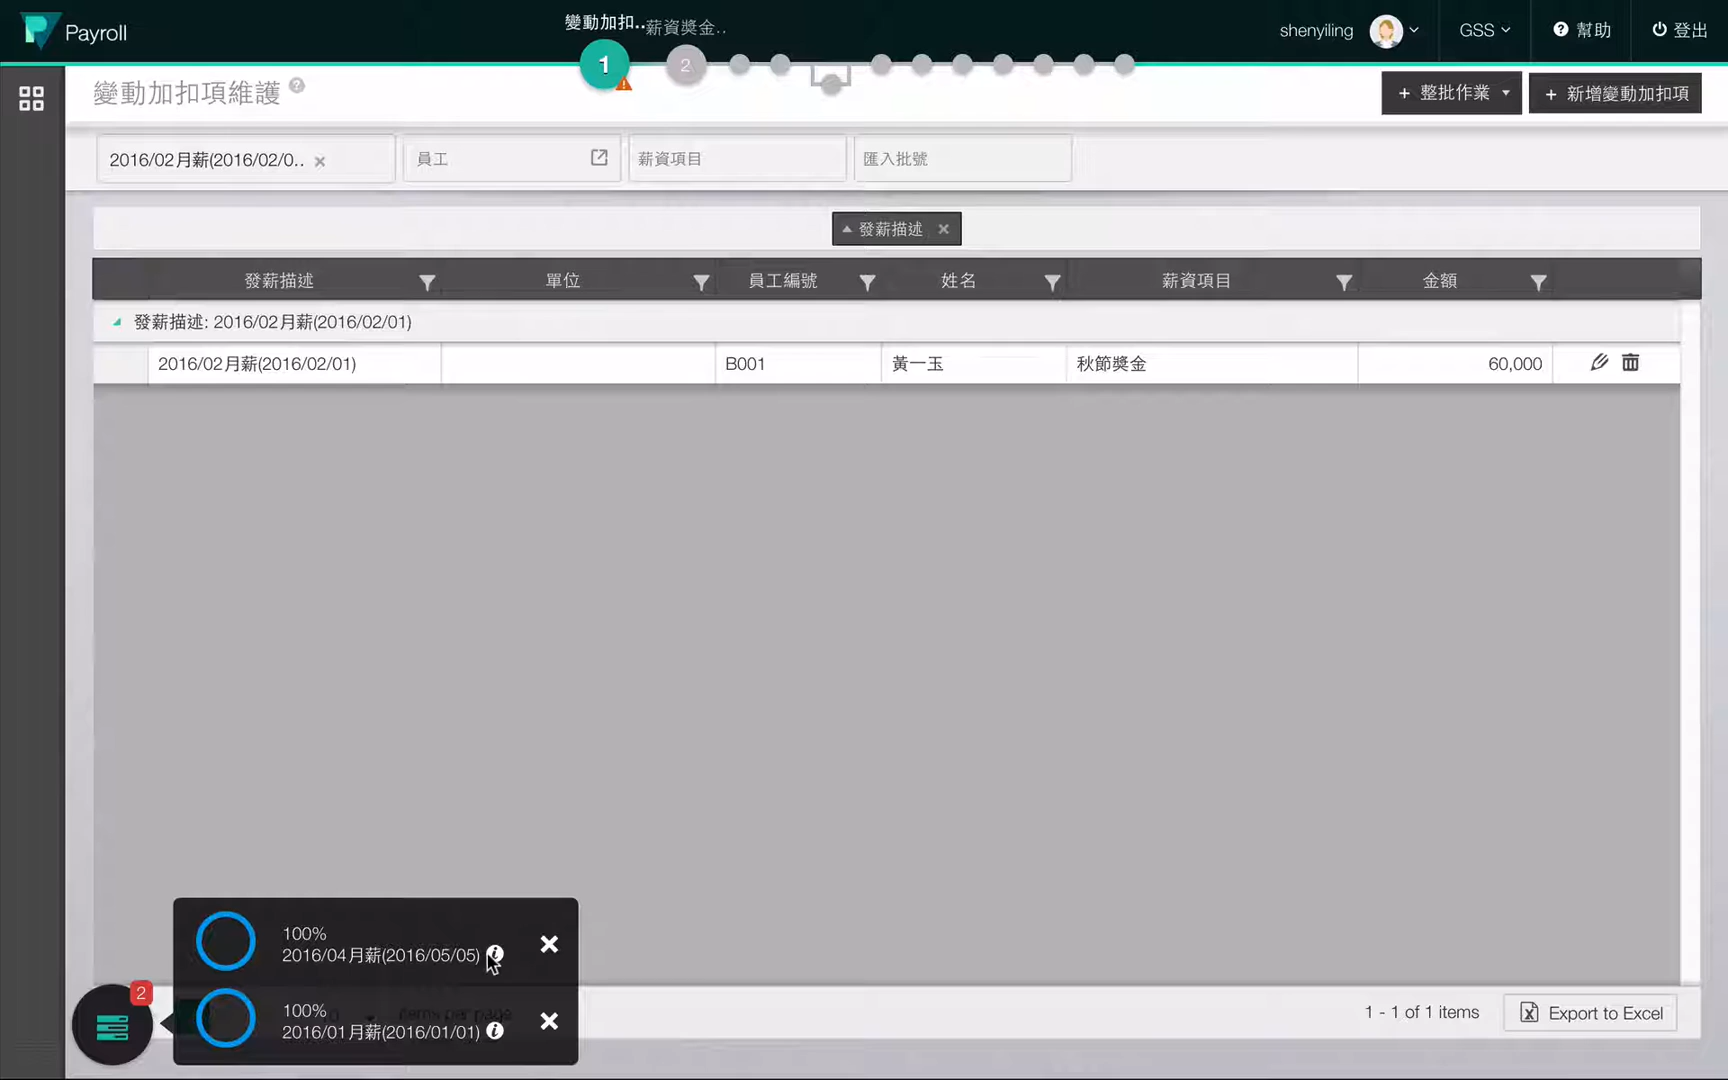 Payroll
變動加扣..
薪資獎金..
1
2
shenyiling
GSS
幫助
登出
變動加扣項維護
+ 整批作業
+ 新增變動加扣項
2016/02月薪(2016/02/0.. ×
員工
薪資項目
匯入批號
發薪描述 ×
發薪描述 單位 員工編號 姓名 薪資項目 金額
發薪描述: 2016/02月薪(2016/02/01)
2016/02月薪(2016/02/01) B001 黃一玉 秋節獎金 60,000
100%
2016/04月薪(2016/05/05)
100%
2016/01月薪(2016/01/01)
2
items per page
1 - 1 of 1 items
Export to Excel